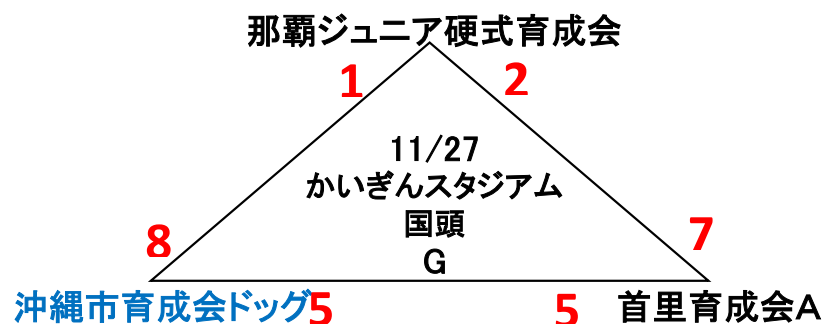 那覇ジュニア硬式育成会
1 2
11/27
かいぎんスタジアム
国頭
G
8 7
沖縄市育成会ドッグ 5 5 首里育成会A